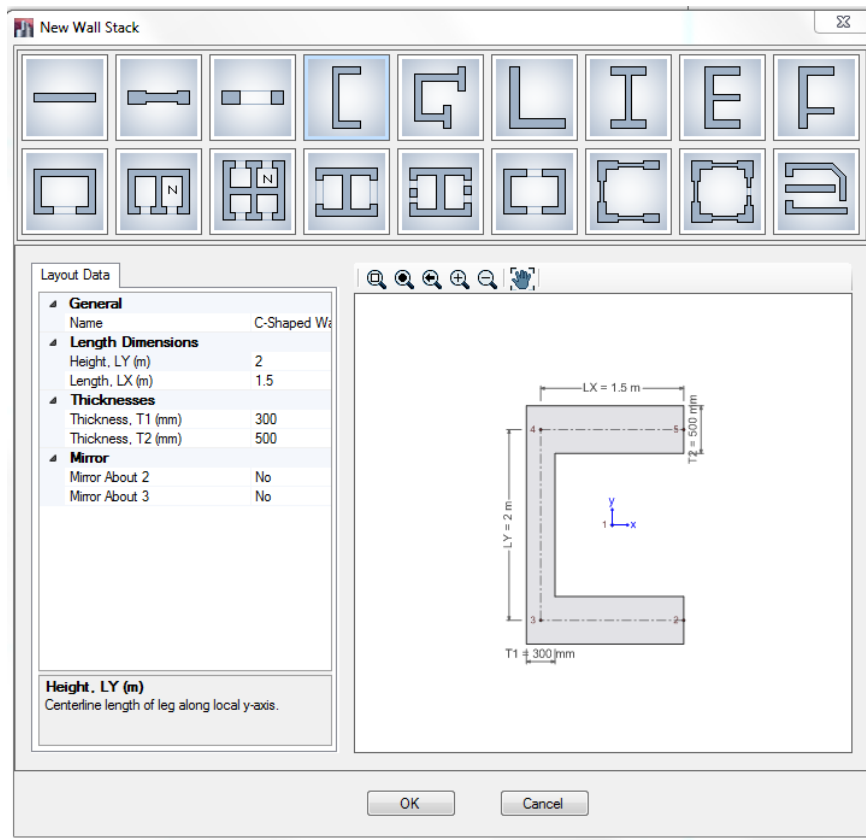 New Wall Stack
N
N
Layout Data
General
Name C-Shaped Wa
Length Dimensions
Height, LY (m) 2
Length, LX (m) 1.5
Thicknesses
Thickness, T1 (mm) 300
Thickness, T2 (mm) 500
Mirror
Mirror About 2 No
Mirror About 3 No
Height, LY (m)
Centerline length of leg along local y-axis.
LX = 1.5 m
4
5
T2 = 500 mm
LY = 2 m
y
1
x
3
2
T1 = 300 mm
OK
Cancel